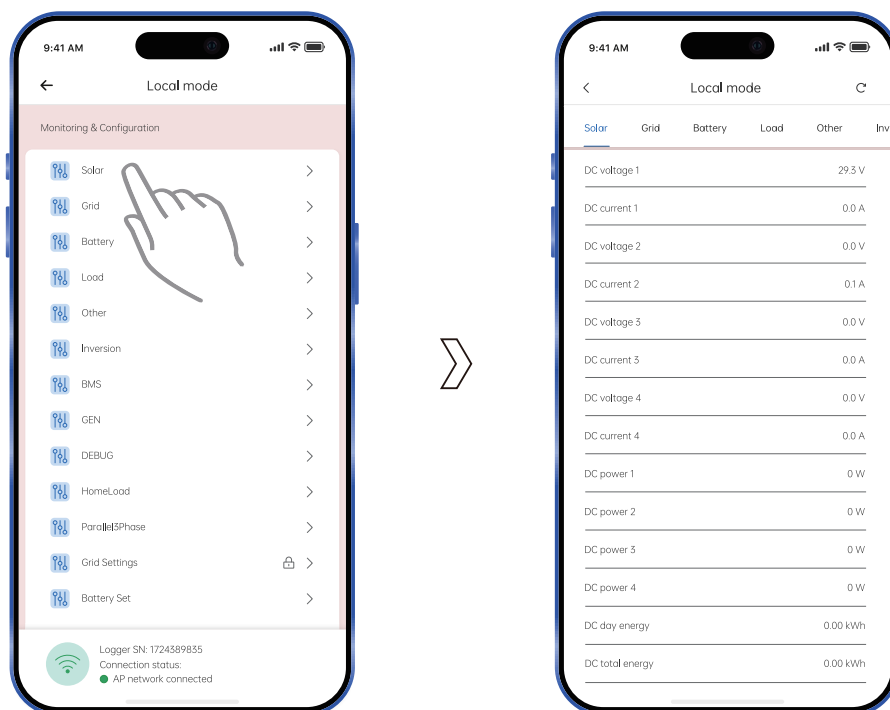 9:41 AM
Local mode
Monitoring & Configuration
Solar
Grid
Battery
Load
Other
Inversion
BMS
GEN
DEBUG
HomeLoad
Parallel3Phase
Grid Settings
Battery Set
Logger SN: 1724389835
Connection status:
AP network connected
9:41 AM
Local mode
Solar Grid Battery Load Other Inv
DC voltage 1 29.3 V
DC current 1 0.0 A
DC voltage 2 0.0 V
DC current 2 0.1 A
DC voltage 3 0.0 V
DC current 3 0.0 A
DC voltage 4 0.0 V
DC current 4 0.0 A
DC power 1 0 W
DC power 2 0 W
DC power 3 0 W
DC power 4 0 W
DC day energy 0.00 kWh
DC total energy 0.00 kWh